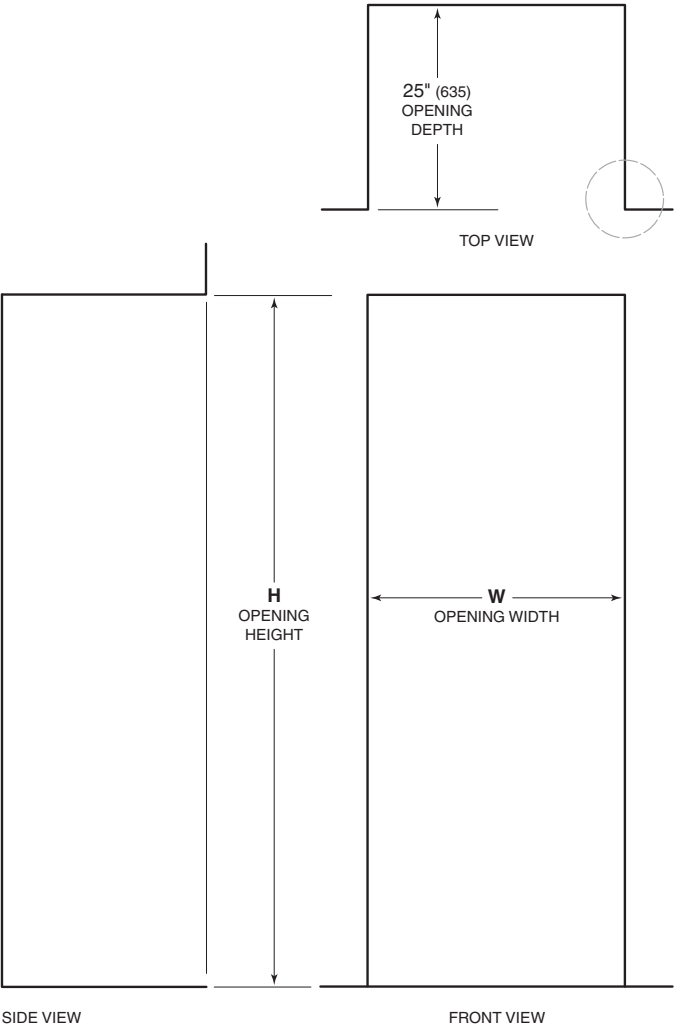 25" (635)
OPENING
DEPTH
TOP VIEW
H
OPENING
HEIGHT
W
OPENING WIDTH
SIDE VIEW
FRONT VIEW